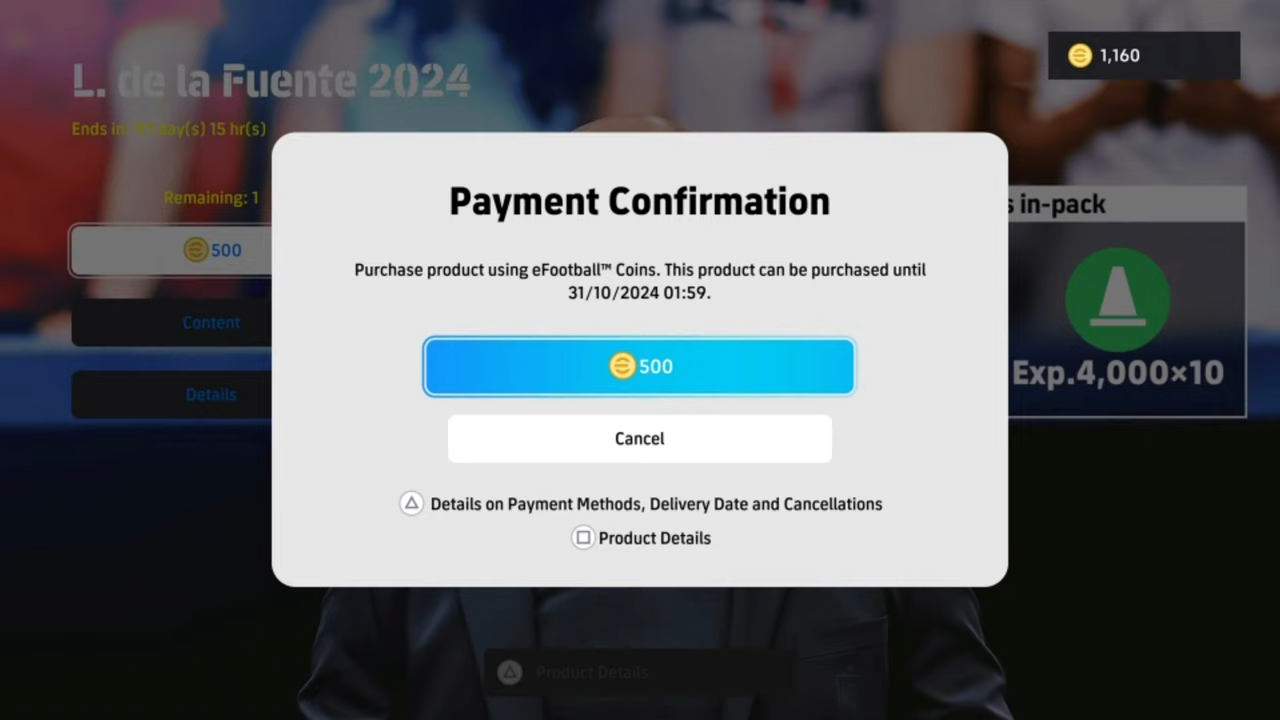 L. de la Fuente 2024
1,160
Ends in: day(s) 15 hr(s)
Remaining: 1
500
Content
Details
Payment Confirmation
Purchase product using eFootball™ Coins. This product can be purchased until
31/10/2024 01:59.
500
Cancel
Details on Payment Methods, Delivery Date and Cancellations
Product Details
in-pack
Exp.4,000×10
Product Details